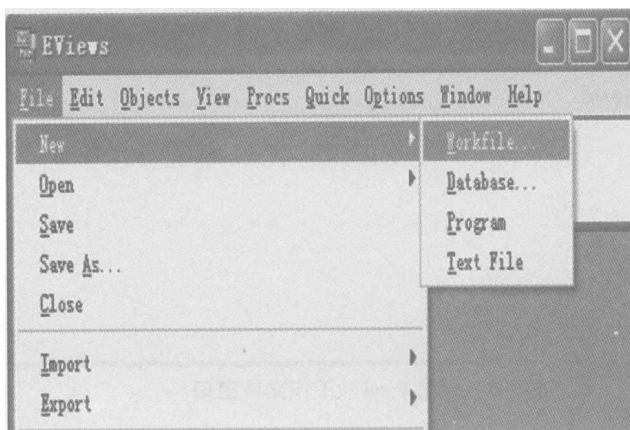 EViews
File Edit Objects View Procs Quick Options Window Help
New
Workfile...
Open
Database...
Save
Program
Save As...
Text File
Close
Import
Export